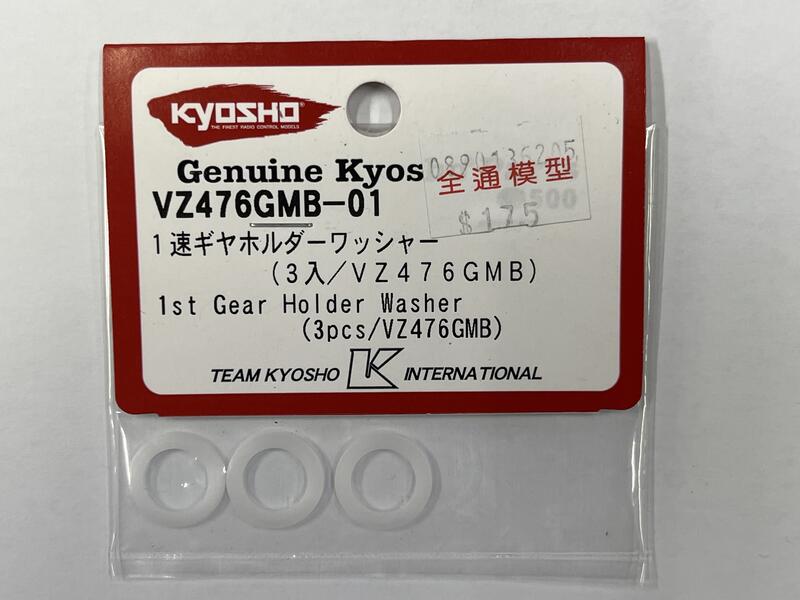 KYOSHO
THE FINEST RADIO CONTROL MODELS
0890136205
全通模型
$175
Genuine Kyos
VZ476GMB-01
1速ギヤホルダーワッシャー
(3入/VZ476GMB)
1st Gear Holder Washer
(3pcs/VZ476GMB)
TEAM KYOSHO K INTERNATIONAL